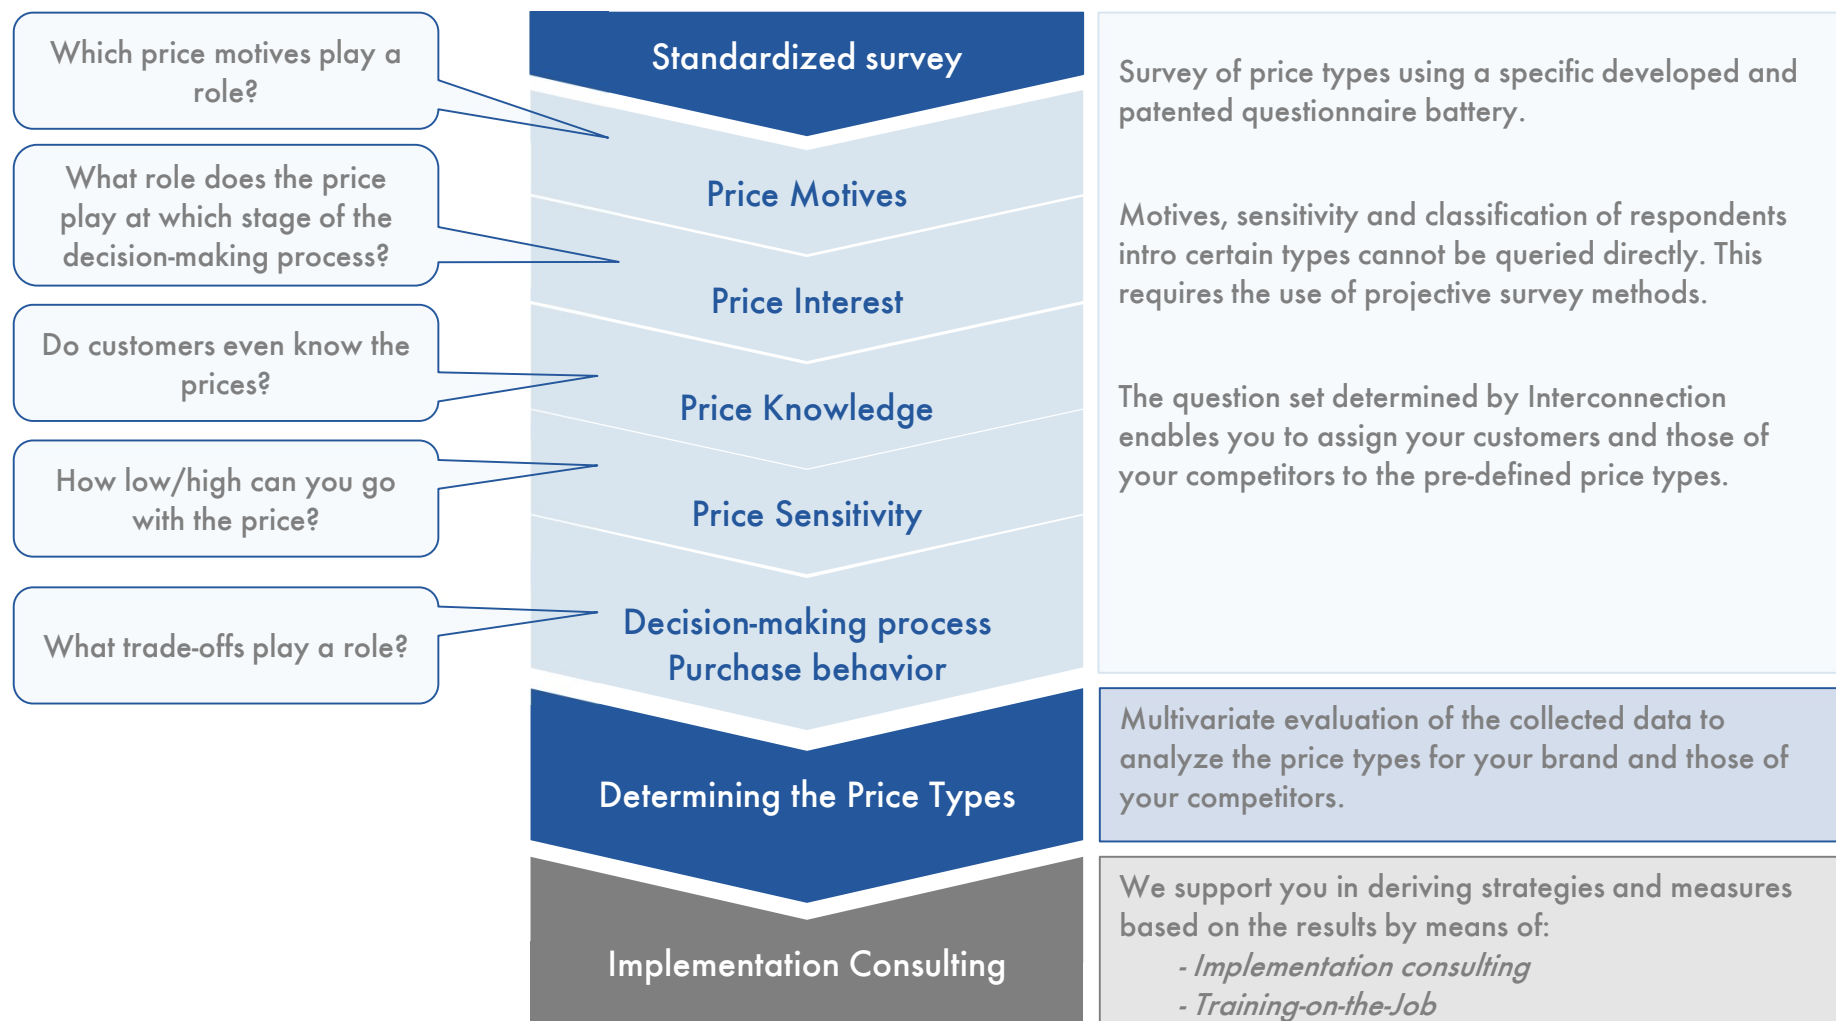 Which price motives play a
role?
What role does the price
play at which stage of the
decision-making process?
Do customers even know the
prices?
How low/high can you go
with the price?
What trade-offs play a role?
Standardized survey
Price Motives
Price Interest
Price Knowledge
Price Sensitivity
Decision-making process
Purchase behavior
Determining the Price Types
Implementation Consulting
Survey of price types using a specific developed and
patented questionnaire battery.
Motives, sensitivity and classification of respondents
intro certain types cannot be queried directly. This
requires the use of projective survey methods.
The question set determined by Interconnection
enables you to assign your customers and those of
your competitors to the pre-defined price types.
Multivariate evaluation of the collected data to
analyze the price types for your brand and those of
your competitors.
We support you in deriving strategies and measures
based on the results by means of:
- Implementation consulting
- Training-on-the-Job